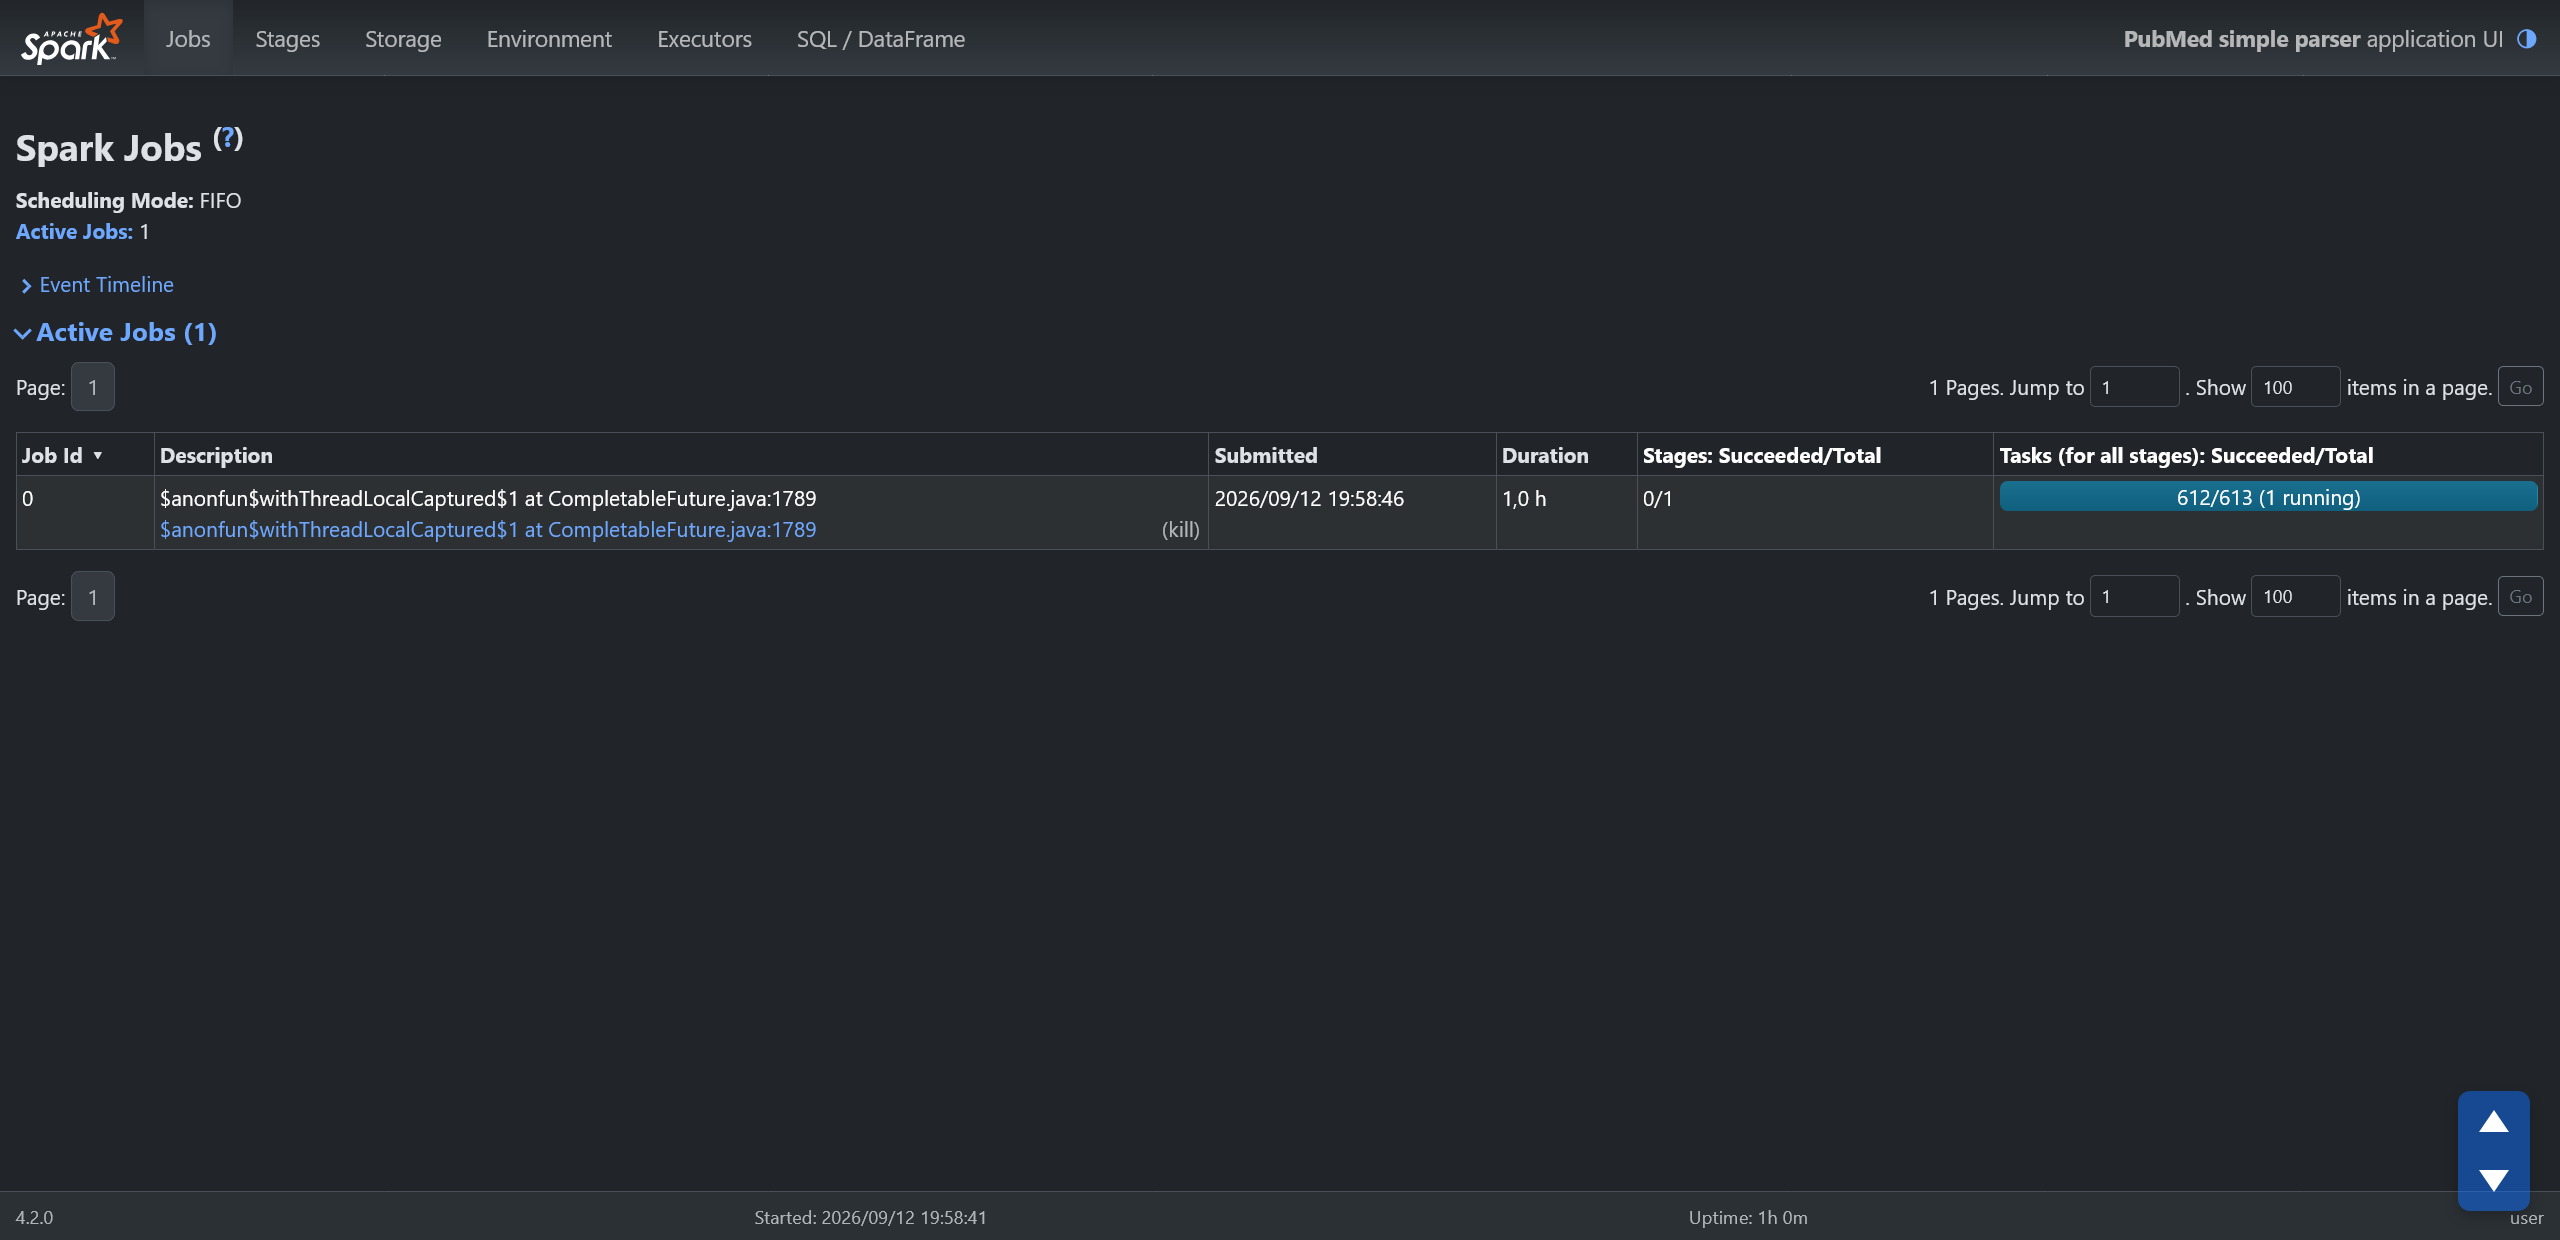 APACHE Spark Jobs Stages Storage Environment Executors SQL / DataFrame PubMed simple parser application UI
Spark Jobs (?)
Scheduling Mode: FIFO
Active Jobs: 1
Event Timeline
Active Jobs (1)
Page: 1 1 Pages. Jump to 1 . Show 100 items in a page. Go
Job Id ▼ Description Submitted Duration Stages: Succeeded/Total Tasks (for all stages): Succeeded/Total
0 $anonfun$withThreadLocalCaptured$1 at CompletableFuture.java:1789 2026/09/12 19:58:46 1,0 h 0/1 612/613 (1 running)
$anonfun$withThreadLocalCaptured$1 at CompletableFuture.java:1789 (kill)
Page: 1 1 Pages. Jump to 1 . Show 100 items in a page. Go
4.2.0 Started: 2026/09/12 19:58:41 Uptime: 1h 0m user